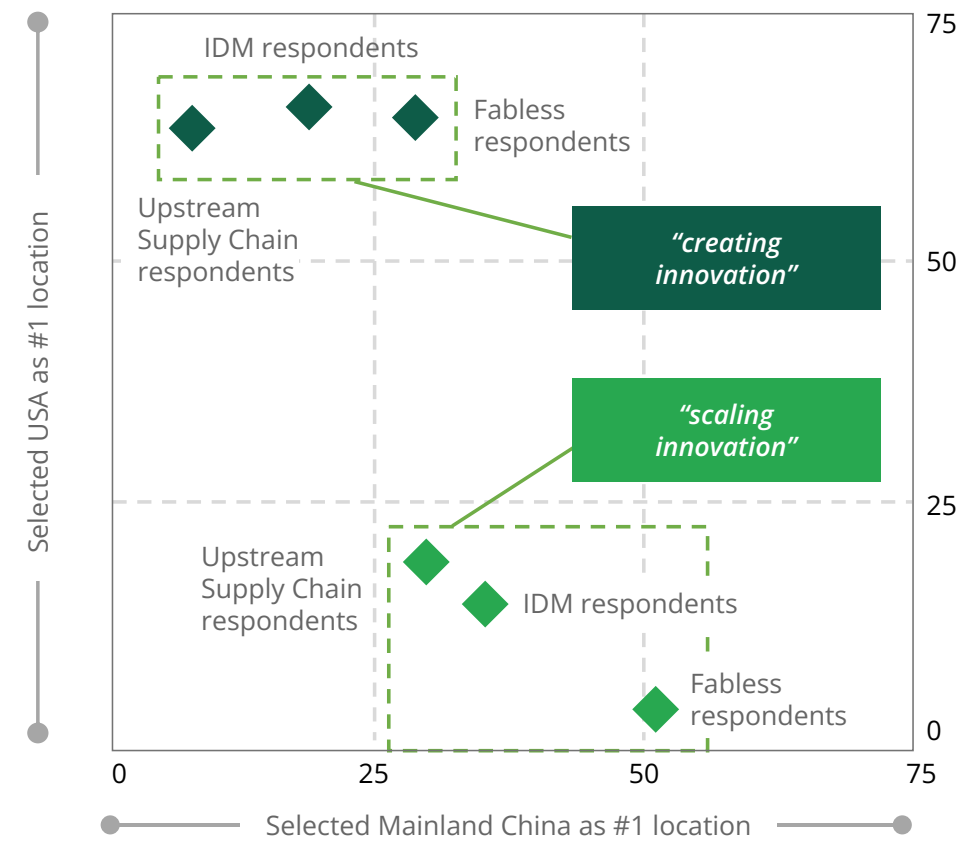 75
IDM respondents
Fabless
respondents
Upstream
Supply Chain
respondents
“creating
innovation”
50
Selected USA as #1 location
“scaling
innovation”
25
Upstream
Supply Chain
respondents
IDM respondents
Fabless
respondents
0
0
25
50
75
Selected Mainland China as #1 location